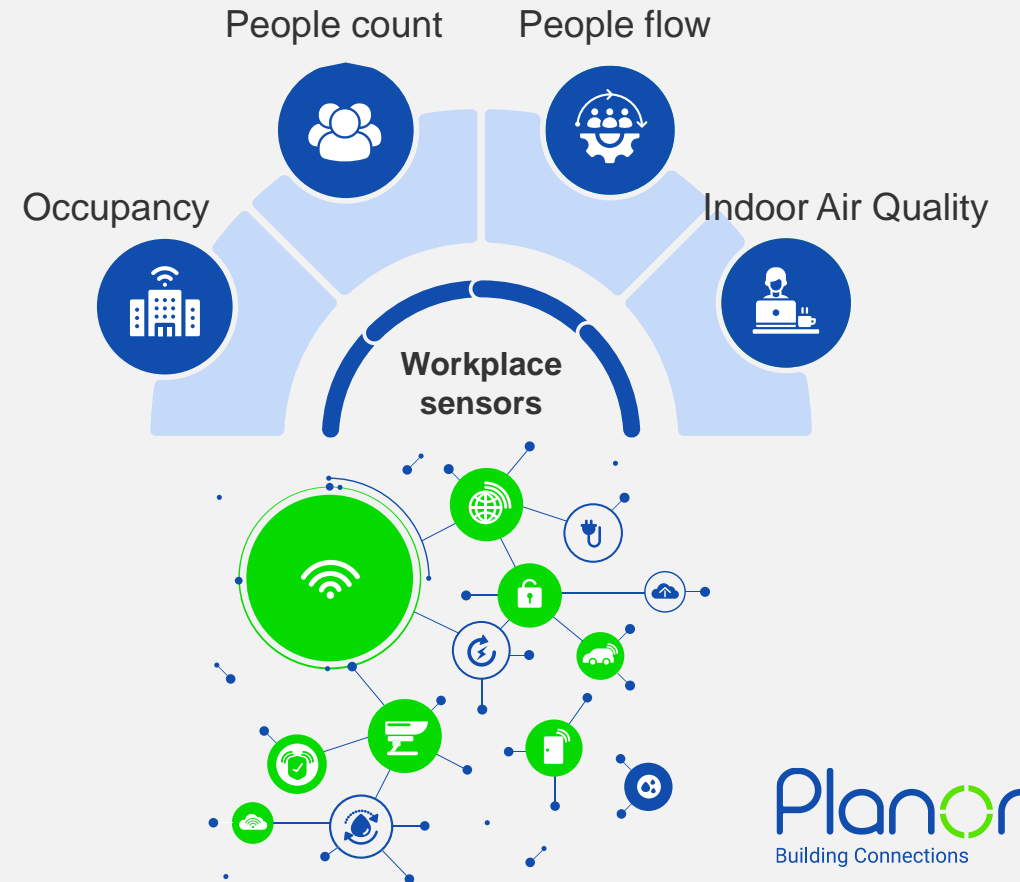 People count
People flow
Occupancy
Indoor Air Quality
Workplace
sensors
Planon
Building Connections